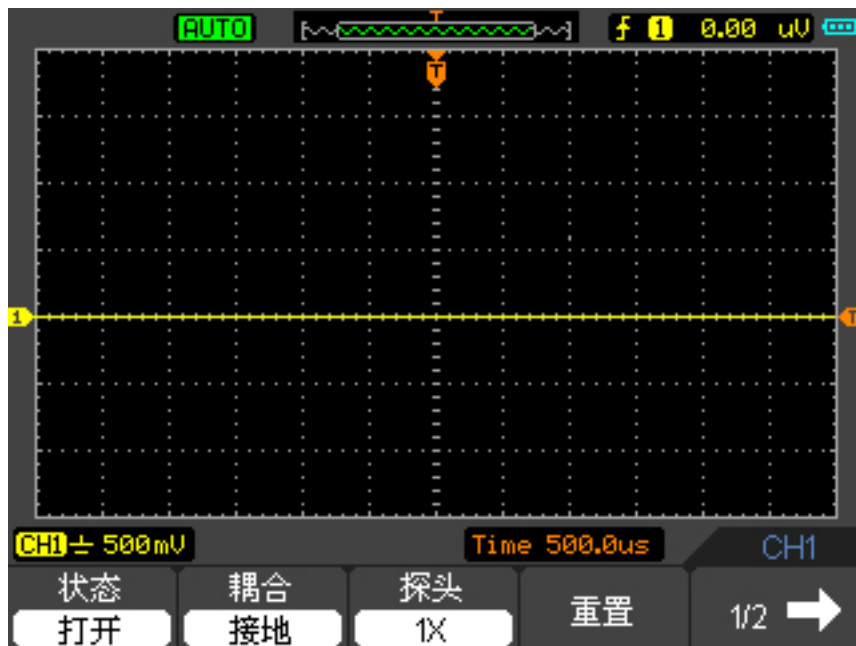 AUTO T 1 0.00 uV
T
1 T
CH1 500mV Time 500.0us CH1
状态 耦合 探头 重置 1/2
打开 接地 1X